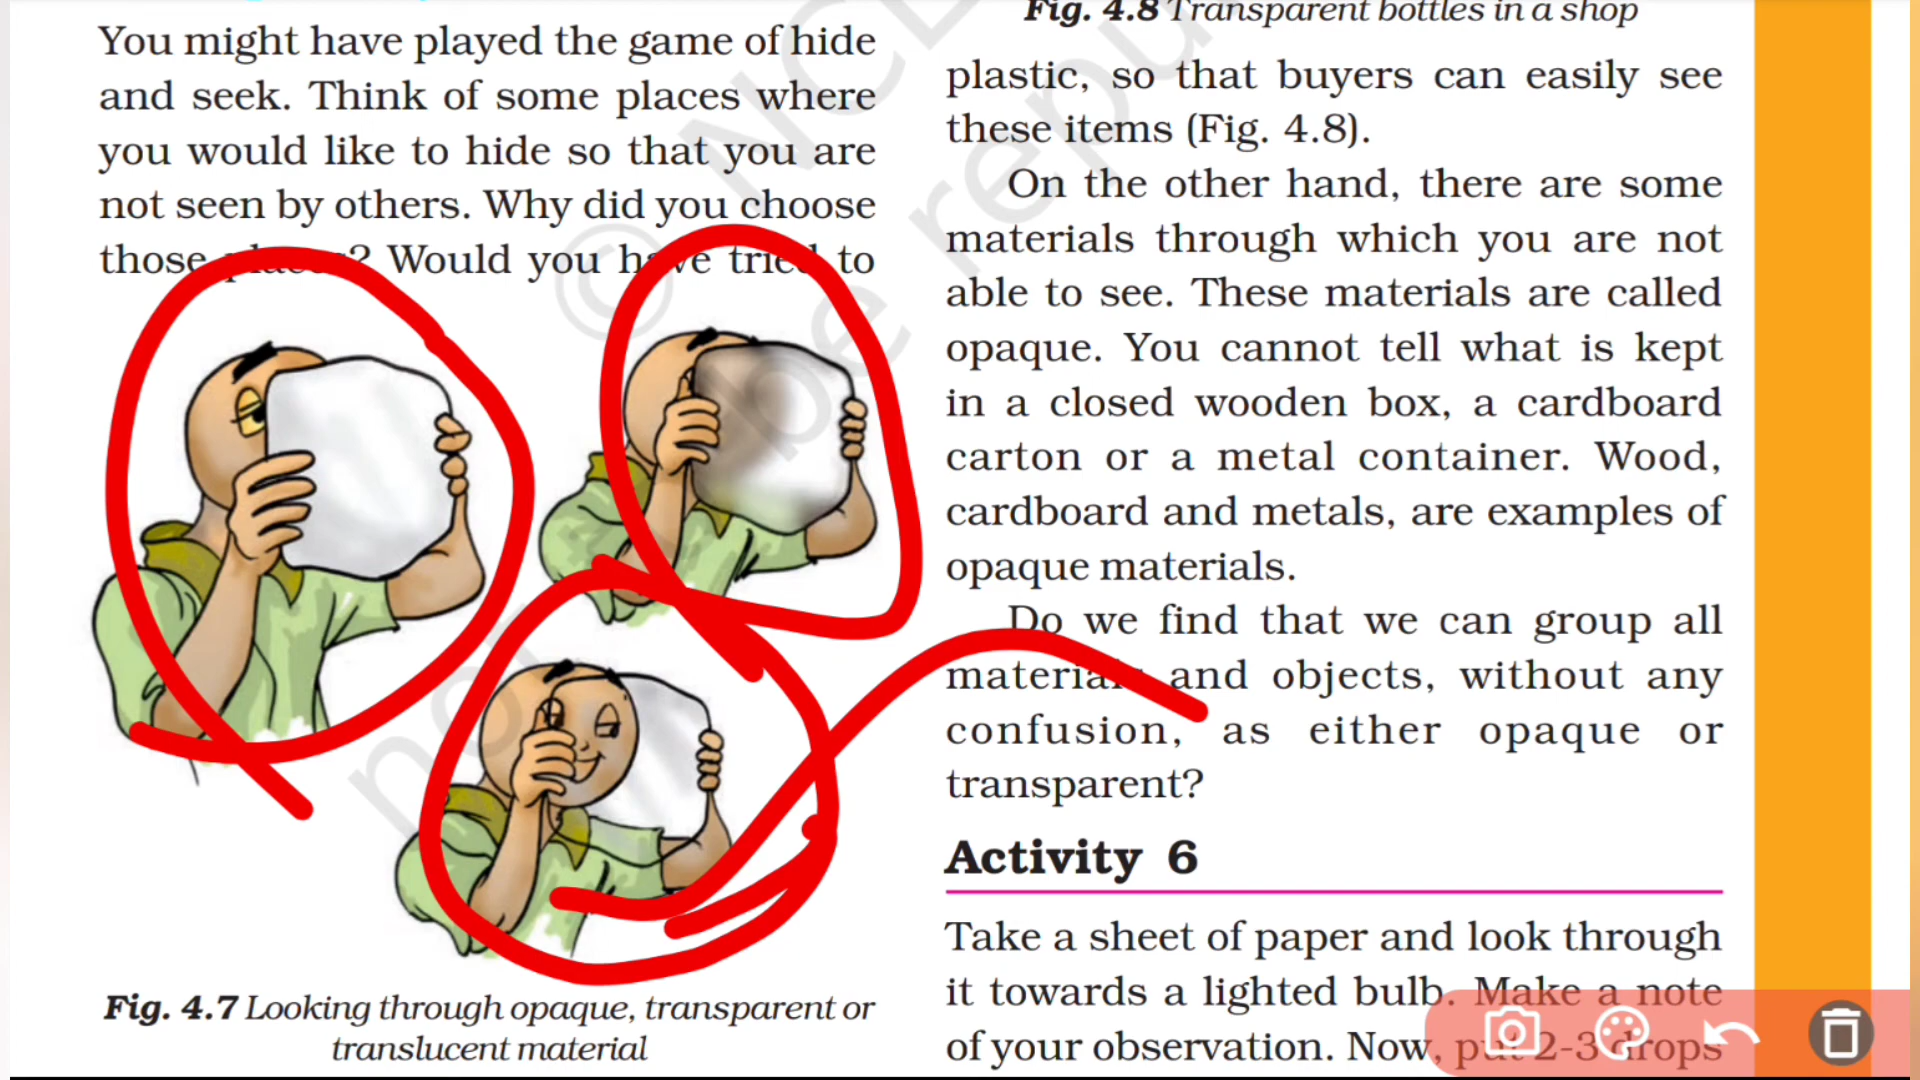 You might have played the game of hide
and seek. Think of some places where
you would like to hide so that you are
not seen by others. Why did you choose
those places? Would you have tried to
Fig. 4.7 Looking through opaque, transparent or
translucent material
Fig. 4.8 Transparent bottles in a shop
plastic, so that buyers can easily see
these items (Fig. 4.8).
On the other hand, there are some
materials through which you are not
able to see. These materials are called
opaque. You cannot tell what is kept
in a closed wooden box, a cardboard
carton or a metal container. Wood,
cardboard and metals, are examples of
opaque materials.
Do we find that we can group all
materials and objects, without any
confusion, as either opaque or
transparent?
Activity 6
Take a sheet of paper and look through
it towards a lighted bulb. Make a note
of your observation. Now, put 2-3 drops